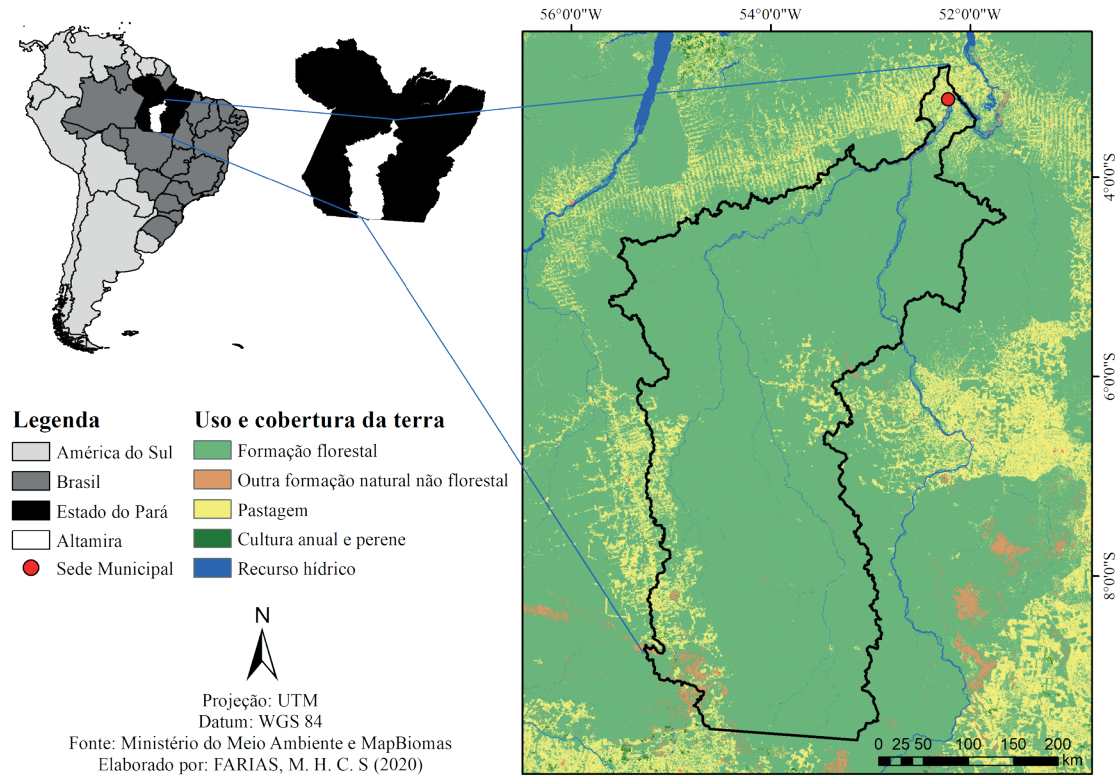 56°0'0"W 54°0'0"W 52°0'0"W
4°0'0"S
6°0'0"S
8°0'0"S
Legenda
América do Sul
Brasil
Estado do Pará
Altamira
Sede Municipal
Uso e cobertura da terra
Formação florestal
Outra formação natural não florestal
Pastagem
Cultura anual e perene
Recurso hídrico
N
Projeção: UTM
Datum: WGS 84
Fonte: Ministério do Meio Ambiente e MapBiomas
Elaborado por: FARIAS, M. H. C. S (2020)
0 25 50 100 150 200
km